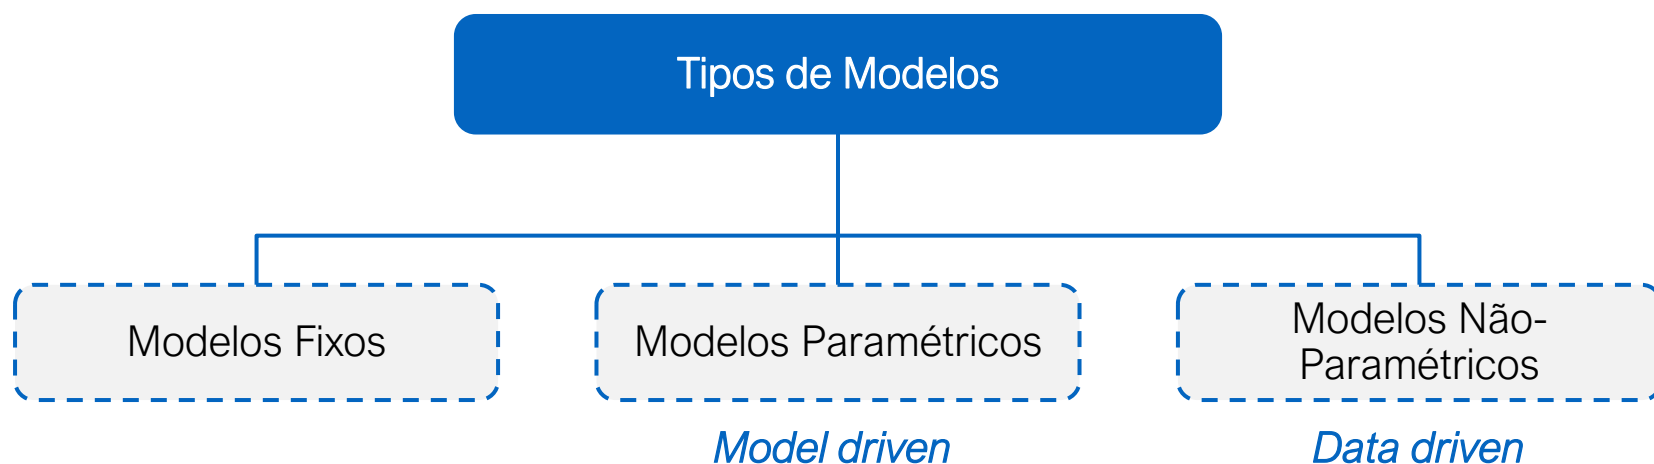 Tipos de Modelos
Modelos Fixos
Modelos Paramétricos
Modelos Não-
Paramétricos
Model driven
Data driven